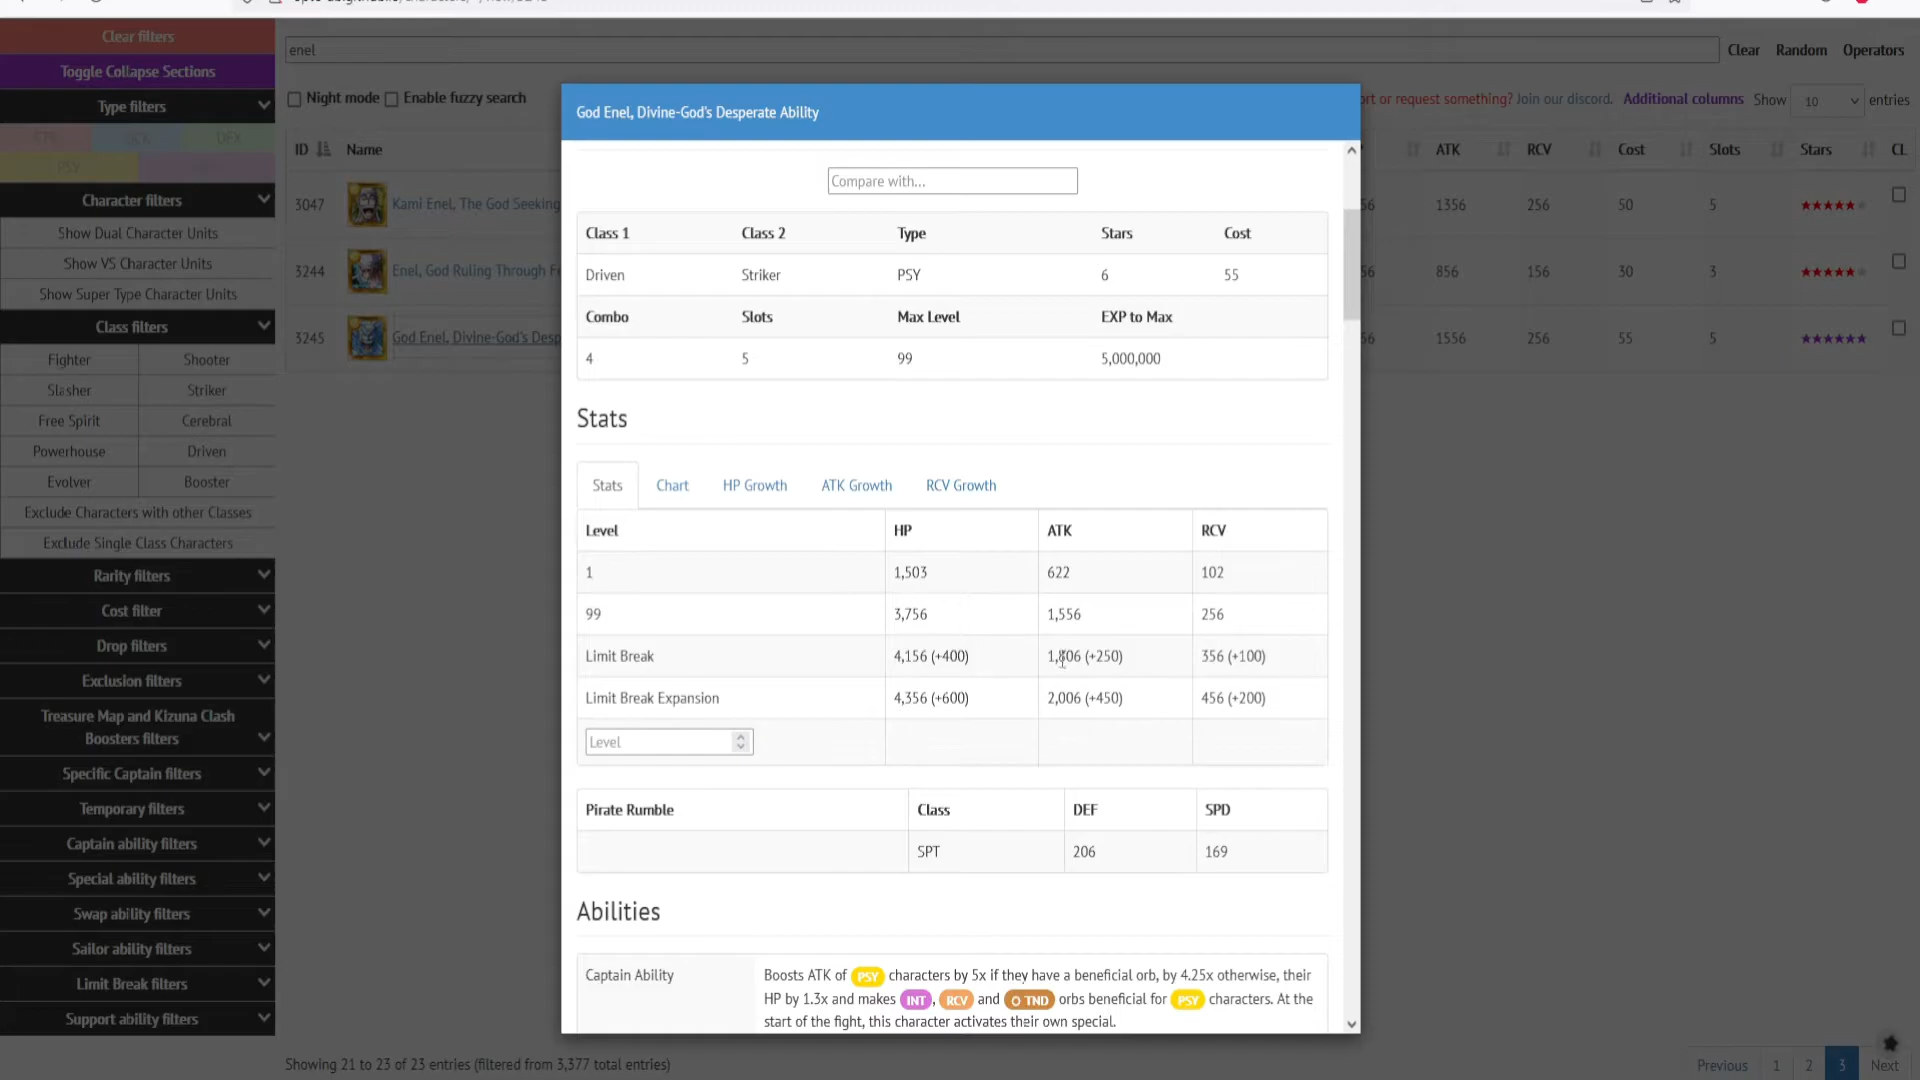 Clear filters
Toggle Collapse Sections
Type filters
DEX
PSY
Character filters
Show Dual Character Units
Show VS Character Units
Show Super Type Character Units
Class filters
Fighter Shooter
Slasher Striker
Free Spirit Cerebral
Powerhouse Driven
Evolver Booster
Exclude Characters with other Classes
Exclude Single Class Characters
Rarity filters
Cost filter
Drop filters
Exclusion filters
Treasure Map and Kizuna Clash
Boosters filters
Specific Captain filters
Temporary filters
Captain ability filters
Special ability filters
Swap ability filters
Sailor ability filters
Limit Break filters
Support ability filters
enel
Clear Random Operators
Night mode Enable fuzzy search
ort or request something? Join our discord. Additional columns Show 10 entries
ID Name ATK RCV Cost Slots Stars CL
3047 Kami Enel, The God Seeking 56 1356 256 50 5 ★★★★★★
3244 Enel, God Ruling Through Fe 56 856 156 30 3 ★★★★★★
3245 God Enel, Divine-God's Desp 56 1556 256 55 5 ★★★★★★
God Enel, Divine-God's Desperate Ability
Compare with...
Class 1 Class 2 Type Stars Cost
Driven Striker PSY 6 55
Combo Slots Max Level EXP to Max
4 5 99 5,000,000
Stats
Stats Chart HP Growth ATK Growth RCV Growth
Level HP ATK RCV
1 1,503 622 102
99 3,756 1,556 256
Limit Break 4,156 (+400) 1,806 (+250) 356 (+100)
Limit Break Expansion 4,356 (+600) 2,006 (+450) 456 (+200)
Level
Pirate Rumble Class DEF SPD
SPT 206 169
Abilities
Captain Ability
Boosts ATK of PSY characters by 5x if they have a beneficial orb, by 4.25x otherwise, their
HP by 1.3x and makes INT, RCV and O TND orbs beneficial for PSY characters. At the
start of the fight, this character activates their own special.
Showing 21 to 23 of 23 entries (filtered from 3,377 total entries)
Previous 1 2 3 Next